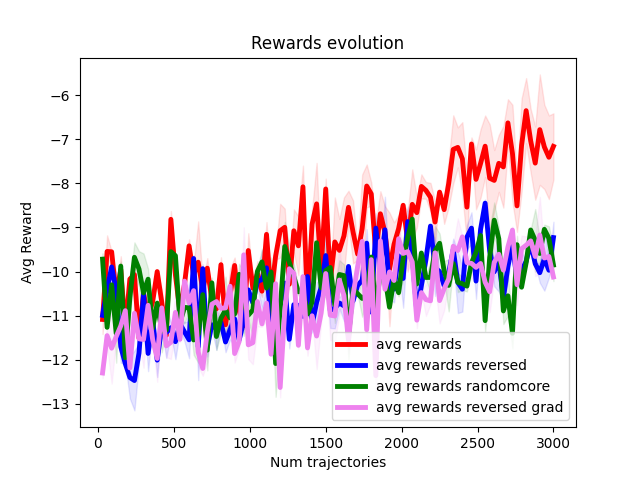 Rewards evolution
−6
−7
−8
−9
−10
−11
−12
−13
Avg Reward
avg rewards
avg rewards reversed
avg rewards randomcore
avg rewards reversed grad
0 500 1000 1500 2000 2500 3000
Num trajectories